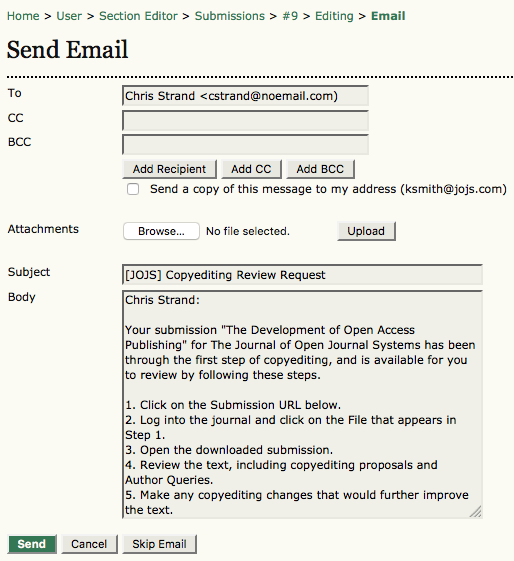 Home > User > Section Editor > Submissions > #9 > Editing > Email
Send Email
To
Chris Strand <cstrand@noemail.com)
CC
BCC
Add Recipient Add CC Add BCC
Send a copy of this message to my address (ksmith@jojs.com)
Attachments Browse... No file selected. Upload
Subject [JOJS] Copyediting Review Request
Body
Chris Strand:
Your submission "The Development of Open Access
Publishing" for The Journal of Open Journal Systems has been
through the first step of copyediting, and is available for you
to review by following these steps.
1. Click on the Submission URL below.
2. Log into the journal and click on the File that appears in
Step 1.
3. Open the downloaded submission.
4. Review the text, including copyediting proposals and
Author Queries.
5. Make any copyediting changes that would further improve
the text.
Send Cancel Skip Email